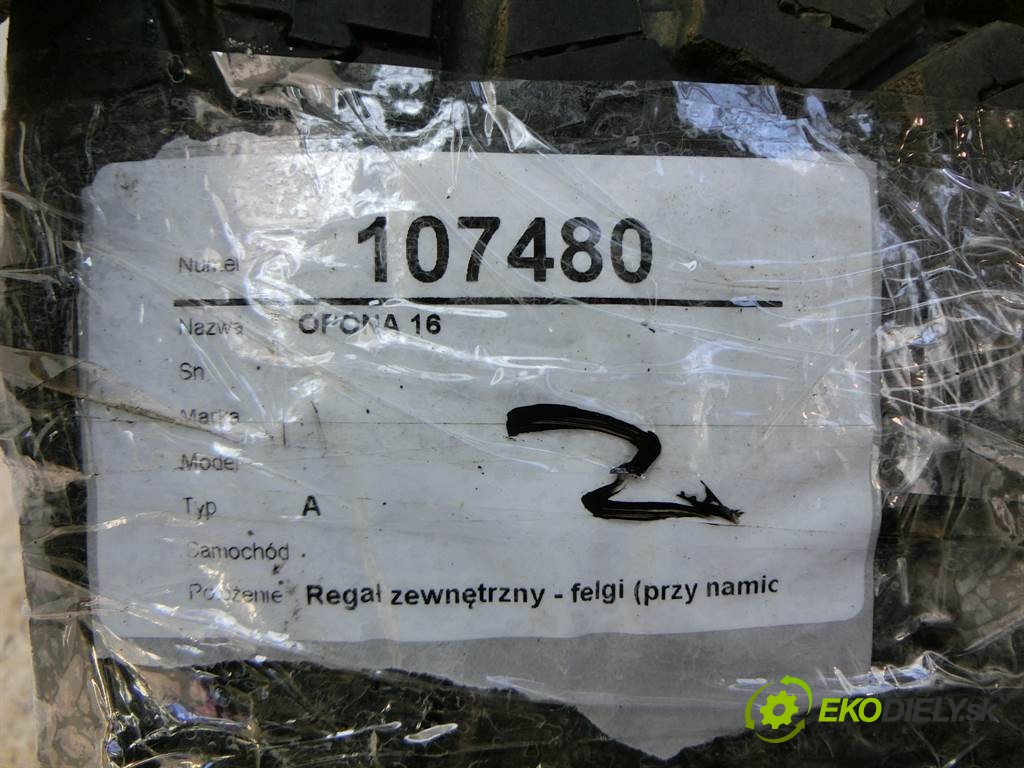 Numer 107480
Nazwa OPONA 16
Sn
Marka
Model
Typ A
Samochód
Położenie Regał zewnętrzny - felgi (przy namic
2
EKODIELY.sk